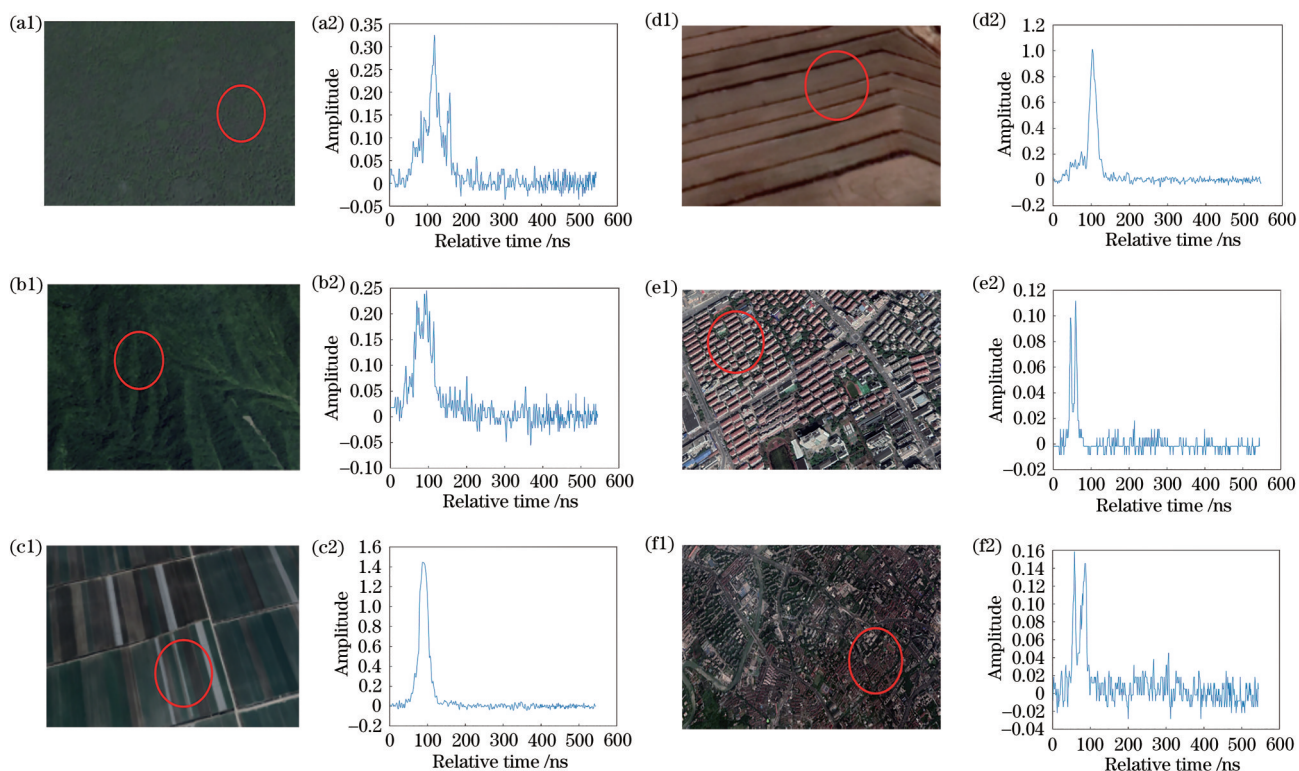 (a1)
(a2)
0.35
0.30
0.25
0.20
0.15
0.10
0.05
0
−0.05
Amplitude
0 100 200 300 400 500 600
Relative time /ns
(d1)
(d2)
1.2
1.0
0.8
0.6
0.4
0.2
0
−0.2
Amplitude
0 100 200 300 400 500 600
Relative time /ns
(b1)
(b2)
0.25
0.20
0.15
0.10
0.05
0
−0.05
−0.10
Amplitude
0 100 200 300 400 500 600
Relative time /ns
(e1)
(e2)
0.12
0.10
0.08
0.06
0.04
0.02
0
−0.02
Amplitude
0 100 200 300 400 500 600
Relative time /ns
(c1)
(c2)
1.6
1.4
1.2
1.0
0.8
0.6
0.4
0.2
0
−0.2
Amplitude
0 100 200 300 400 500 600
Relative time /ns
(f1)
(f2)
0.16
0.14
0.12
0.10
0.08
0.06
0.04
0.02
0
−0.02
−0.04
Amplitude
0 100 200 300 400 500 600
Relative time /ns